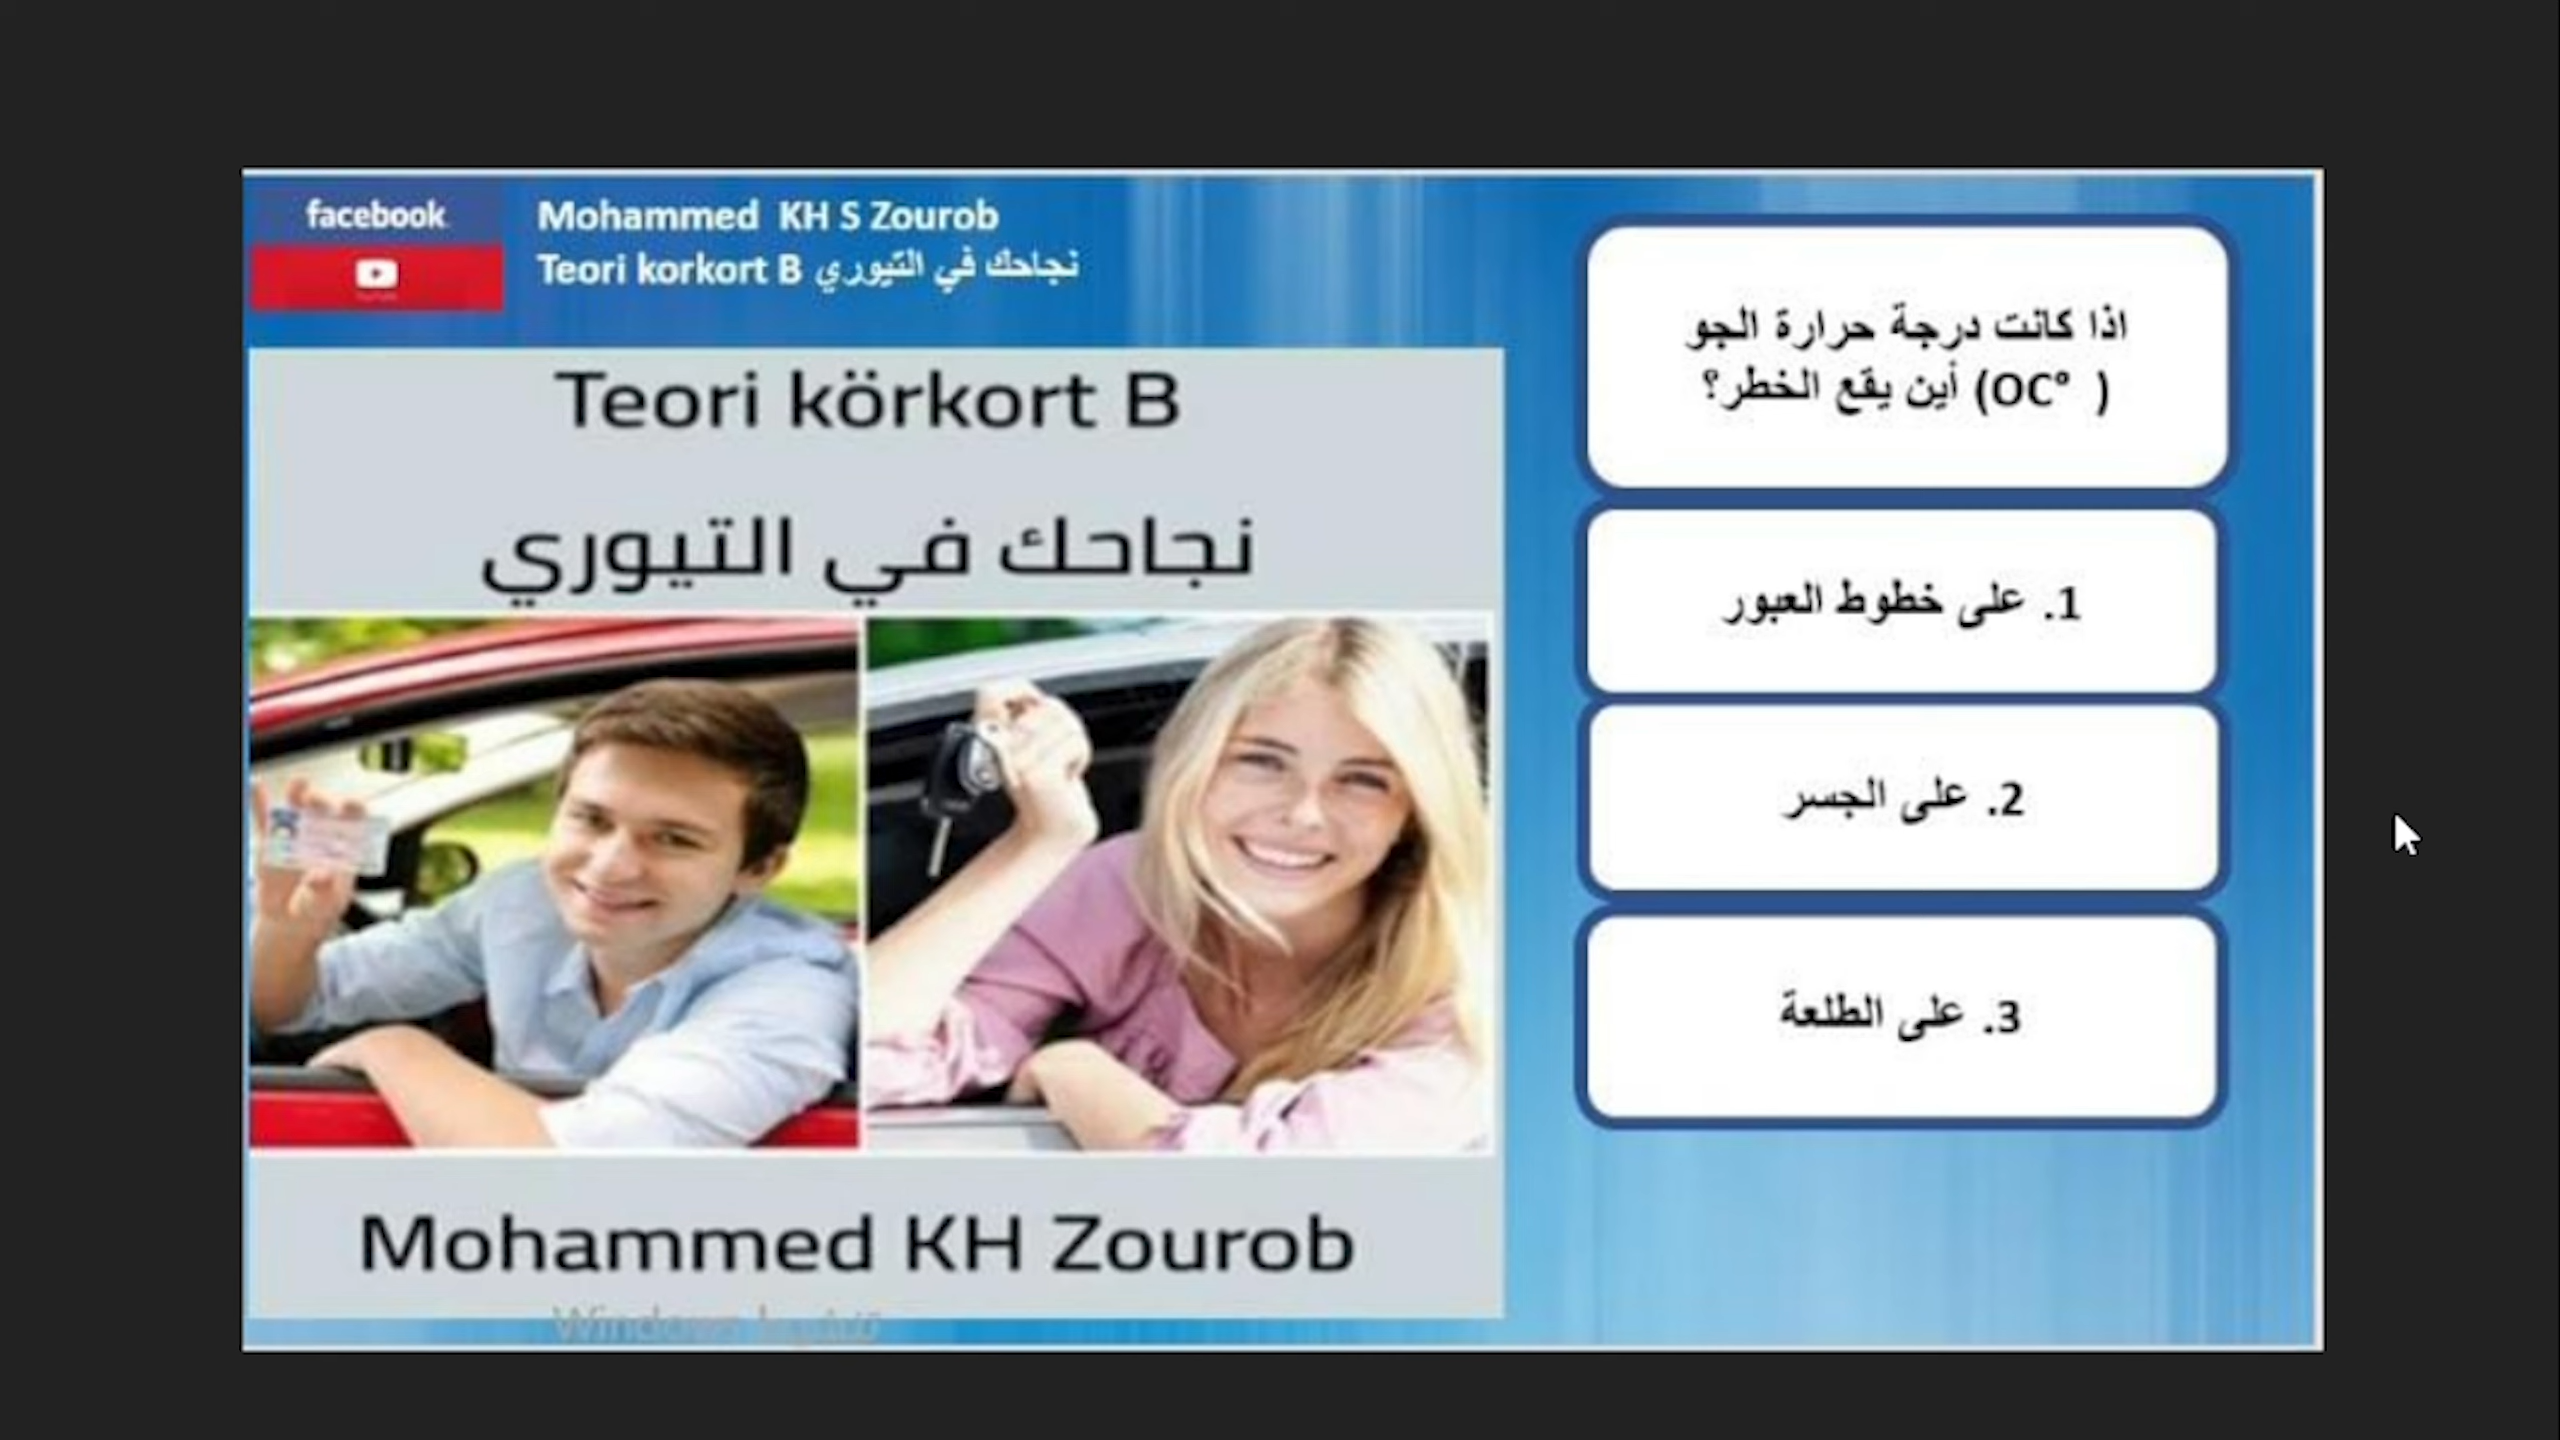 facebook
Mohammed KH S Zourob
Teori korkort B نجاحك في التيوري
Teori körkort B
نجاحك في التيوري
Mohammed KH Zourob
اذا كانت درجة حرارة الجو
( OC°) أين يقع الخطر؟
1. على خطوط العبور
2. على الجسر
3. على الطلعة